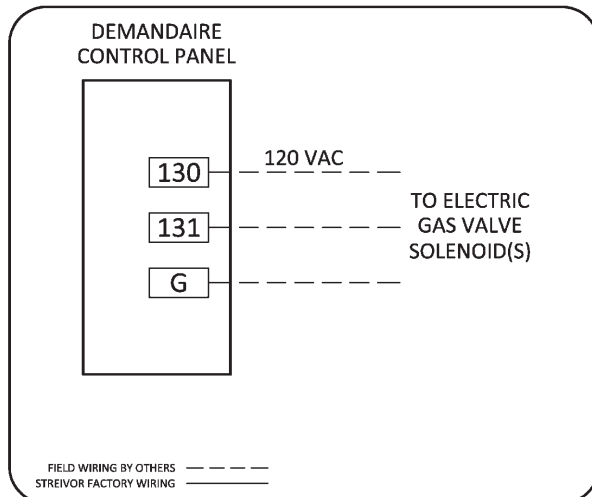 DEMANDAIRE
CONTROL PANEL
130
120 VAC
131
G
TO ELECTRIC
GAS VALVE
SOLENOID(S)
FIELD WIRING BY OTHERS
STREIVOR FACTORY WIRING